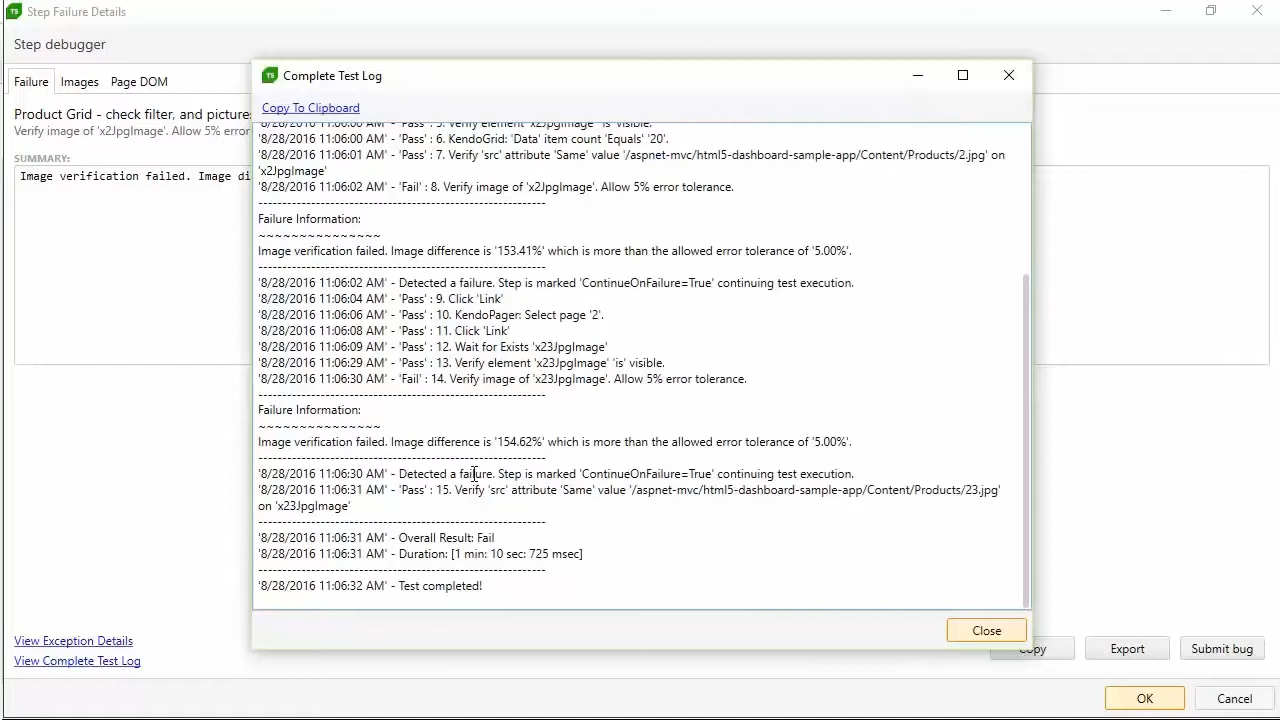 Step Failure Details
Step debugger
Failure
Images
Page DOM
Product Grid - check filter, and picture
Verify image of 'x2JpgImage'. Allow 5% error
SUMMARY:
Image verification failed. Image di
TS
Complete Test Log
Copy To Clipboard
'8/28/2016 11:06:00 AM' - 'Pass' : 5. Verify element 'x2JpgImage' 'is' visible.
'8/28/2016 11:06:00 AM' - 'Pass' : 6. KendoGrid: 'Data' item count 'Equals' '20'.
'8/28/2016 11:06:01 AM' - 'Pass' : 7. Verify 'src' attribute 'Same' value '/aspnet-mvc/html5-dashboard-sample-app/Content/Products/2.jpg' on
'x2JpgImage'
'8/28/2016 11:06:02 AM' - 'Fail' : 8. Verify image of 'x2JpgImage'. Allow 5% error tolerance.
------------------------------------------------------------
Failure Information:
~~~~~~~~~~~~~~~
Image verification failed. Image difference is '153.41%' which is more than the allowed error tolerance of '5.00%'.
------------------------------------------------------------
'8/28/2016 11:06:02 AM' - Detected a failure. Step is marked 'ContinueOnFailure=True' continuing test execution.
'8/28/2016 11:06:04 AM' - 'Pass' : 9. Click 'Link'
'8/28/2016 11:06:06 AM' - 'Pass' : 10. KendoPager: Select page '2'.
'8/28/2016 11:06:08 AM' - 'Pass' : 11. Click 'Link'
'8/28/2016 11:06:09 AM' - 'Pass' : 12. Wait for Exists 'x23JpgImage'
'8/28/2016 11:06:29 AM' - 'Pass' : 13. Verify element 'x23JpgImage' 'is' visible.
'8/28/2016 11:06:30 AM' - 'Fail' : 14. Verify image of 'x23JpgImage'. Allow 5% error tolerance.
------------------------------------------------------------
Failure Information:
~~~~~~~~~~~~~~~
Image verification failed. Image difference is '154.62%' which is more than the allowed error tolerance of '5.00%'.
------------------------------------------------------------
'8/28/2016 11:06:30 AM' - Detected a failure. Step is marked 'ContinueOnFailure=True' continuing test execution.
'8/28/2016 11:06:31 AM' - 'Pass' : 15. Verify 'src' attribute 'Same' value '/aspnet-mvc/html5-dashboard-sample-app/Content/Products/23.jpg'
on 'x23JpgImage'
------------------------------------------------------------
'8/28/2016 11:06:31 AM' - Overall Result: Fail
'8/28/2016 11:06:31 AM' - Duration: [1 min: 10 sec: 725 msec]
------------------------------------------------------------
'8/28/2016 11:06:32 AM' - Test completed!
Close
View Exception Details
View Complete Test Log
Copy
Export
Submit bug
OK
Cancel